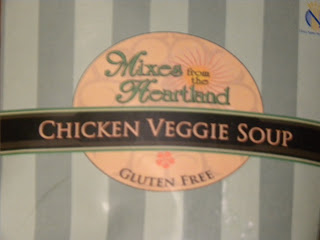 Mixes from the
Heartland
CHICKEN VEGGIE SOUP
GLUTEN FREE